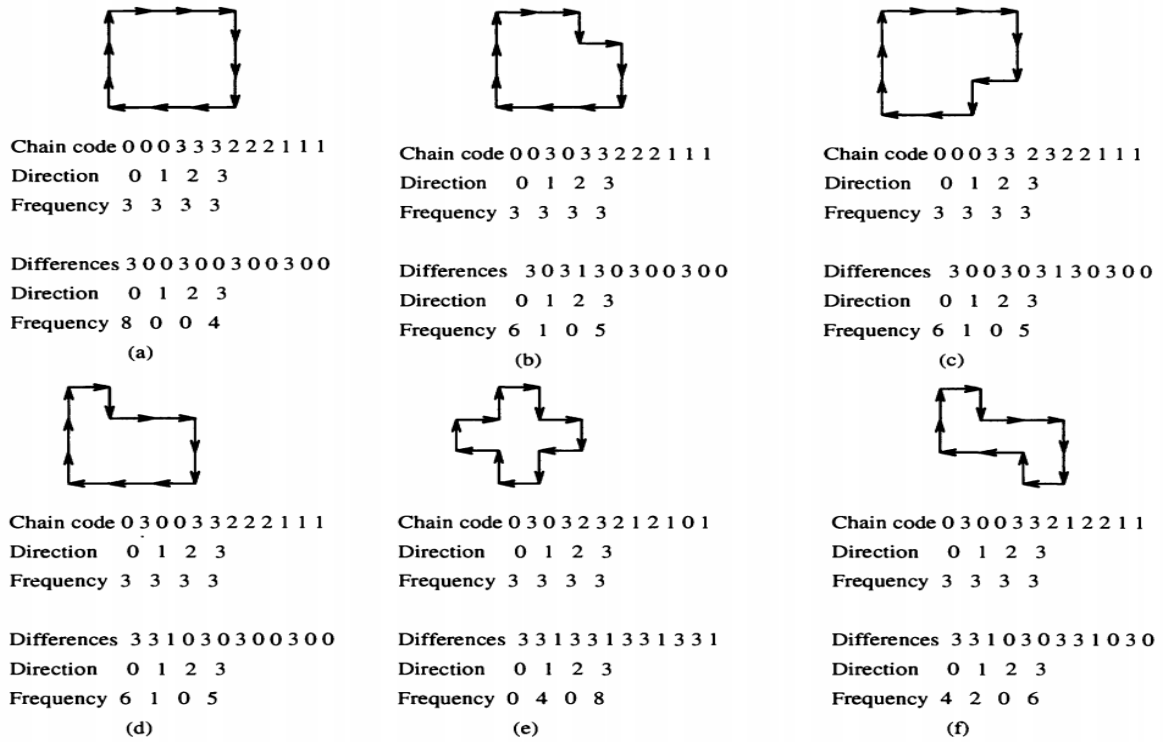 Chain code 0 0 0 3 3 3 2 2 2 1 1 1
Direction 0 1 2 3
Frequency 3 3 3 3
Differences 3 0 0 3 0 0 3 0 0 3 0 0
Direction 0 1 2 3
Frequency 8 0 0 4
(a)
Chain code 0 0 3 0 3 3 2 2 2 1 1 1
Direction 0 1 2 3
Frequency 3 3 3 3
Differences 3 0 3 1 3 0 3 0 0 3 0 0
Direction 0 1 2 3
Frequency 6 1 0 5
(b)
Chain code 0 0 0 3 3 2 3 2 2 1 1 1
Direction 0 1 2 3
Frequency 3 3 3 3
Differences 3 0 0 3 0 3 1 3 0 3 0 0
Direction 0 1 2 3
Frequency 6 1 0 5
(c)
Chain code 0 3 0 0 3 3 2 2 2 1 1 1
Direction 0 1 2 3
Frequency 3 3 3 3
Differences 3 3 1 0 3 0 3 0 0 3 0 0
Direction 0 1 2 3
Frequency 6 1 0 5
(d)
Chain code 0 3 0 3 2 3 2 1 2 1 0 1
Direction 0 1 2 3
Frequency 3 3 3 3
Differences 3 3 1 3 3 1 3 3 1 3 3 1
Direction 0 1 2 3
Frequency 0 4 0 8
(e)
Chain code 0 3 0 0 3 3 2 1 2 2 1 1
Direction 0 1 2 3
Frequency 3 3 3 3
Differences 3 3 1 0 3 0 3 3 1 0 3 0
Direction 0 1 2 3
Frequency 4 2 0 6
(f)